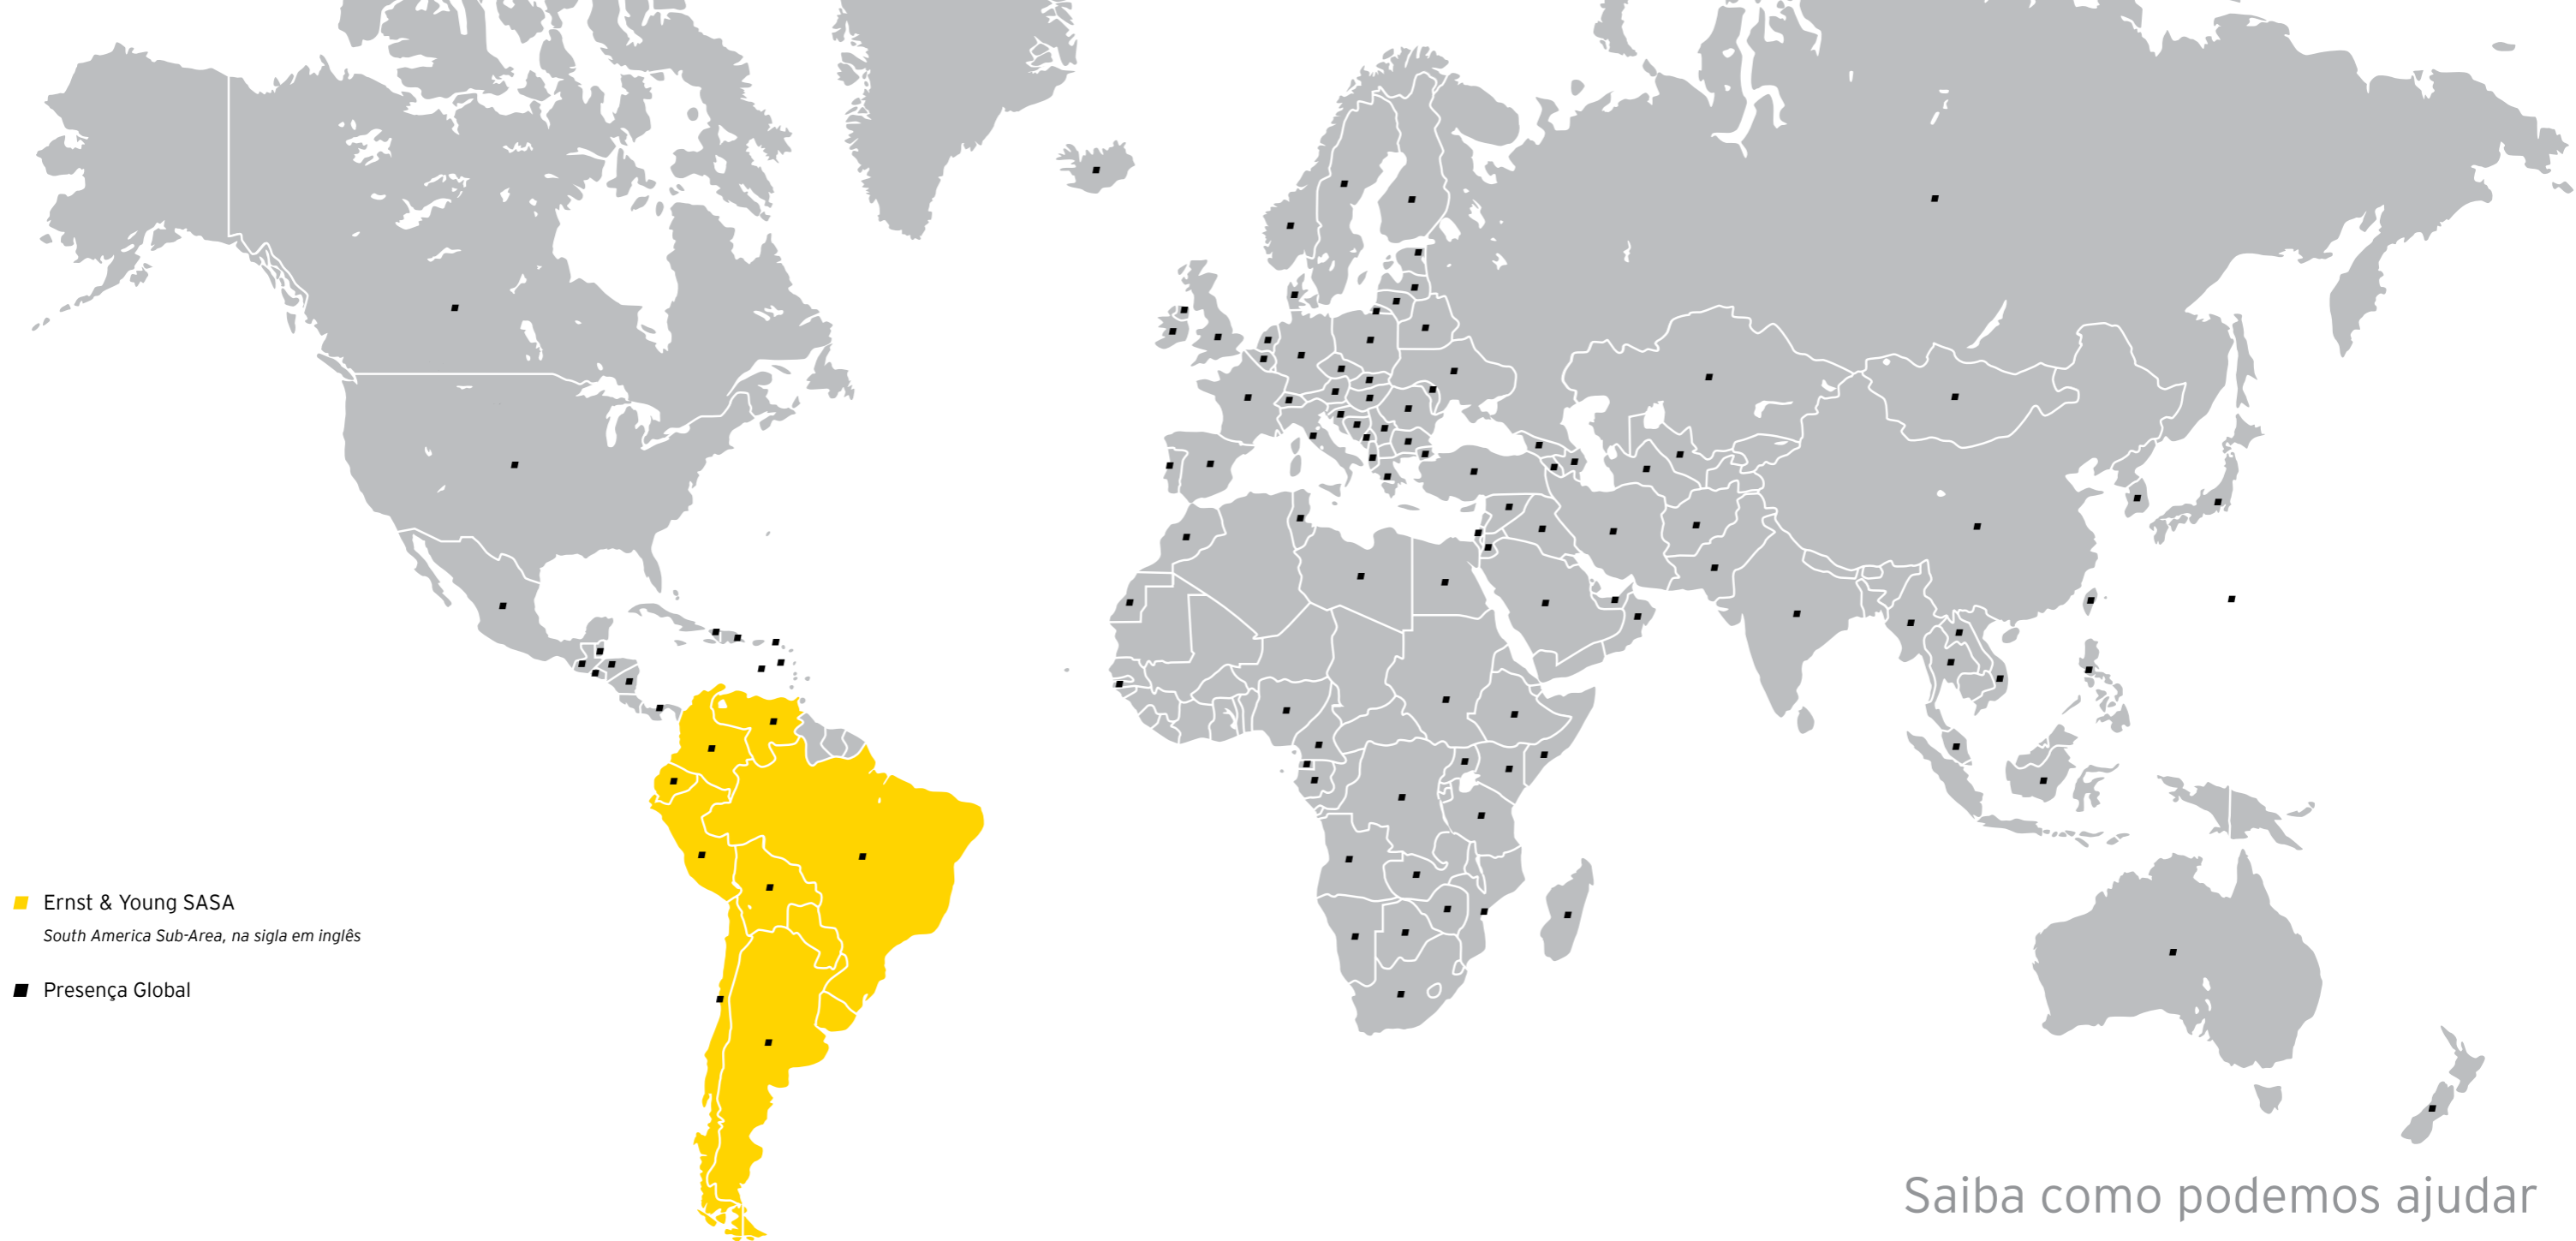 Ernst & Young SASA
South America Sub-Area, na sigla em inglês
Presença Global
Saiba como podemos ajudar